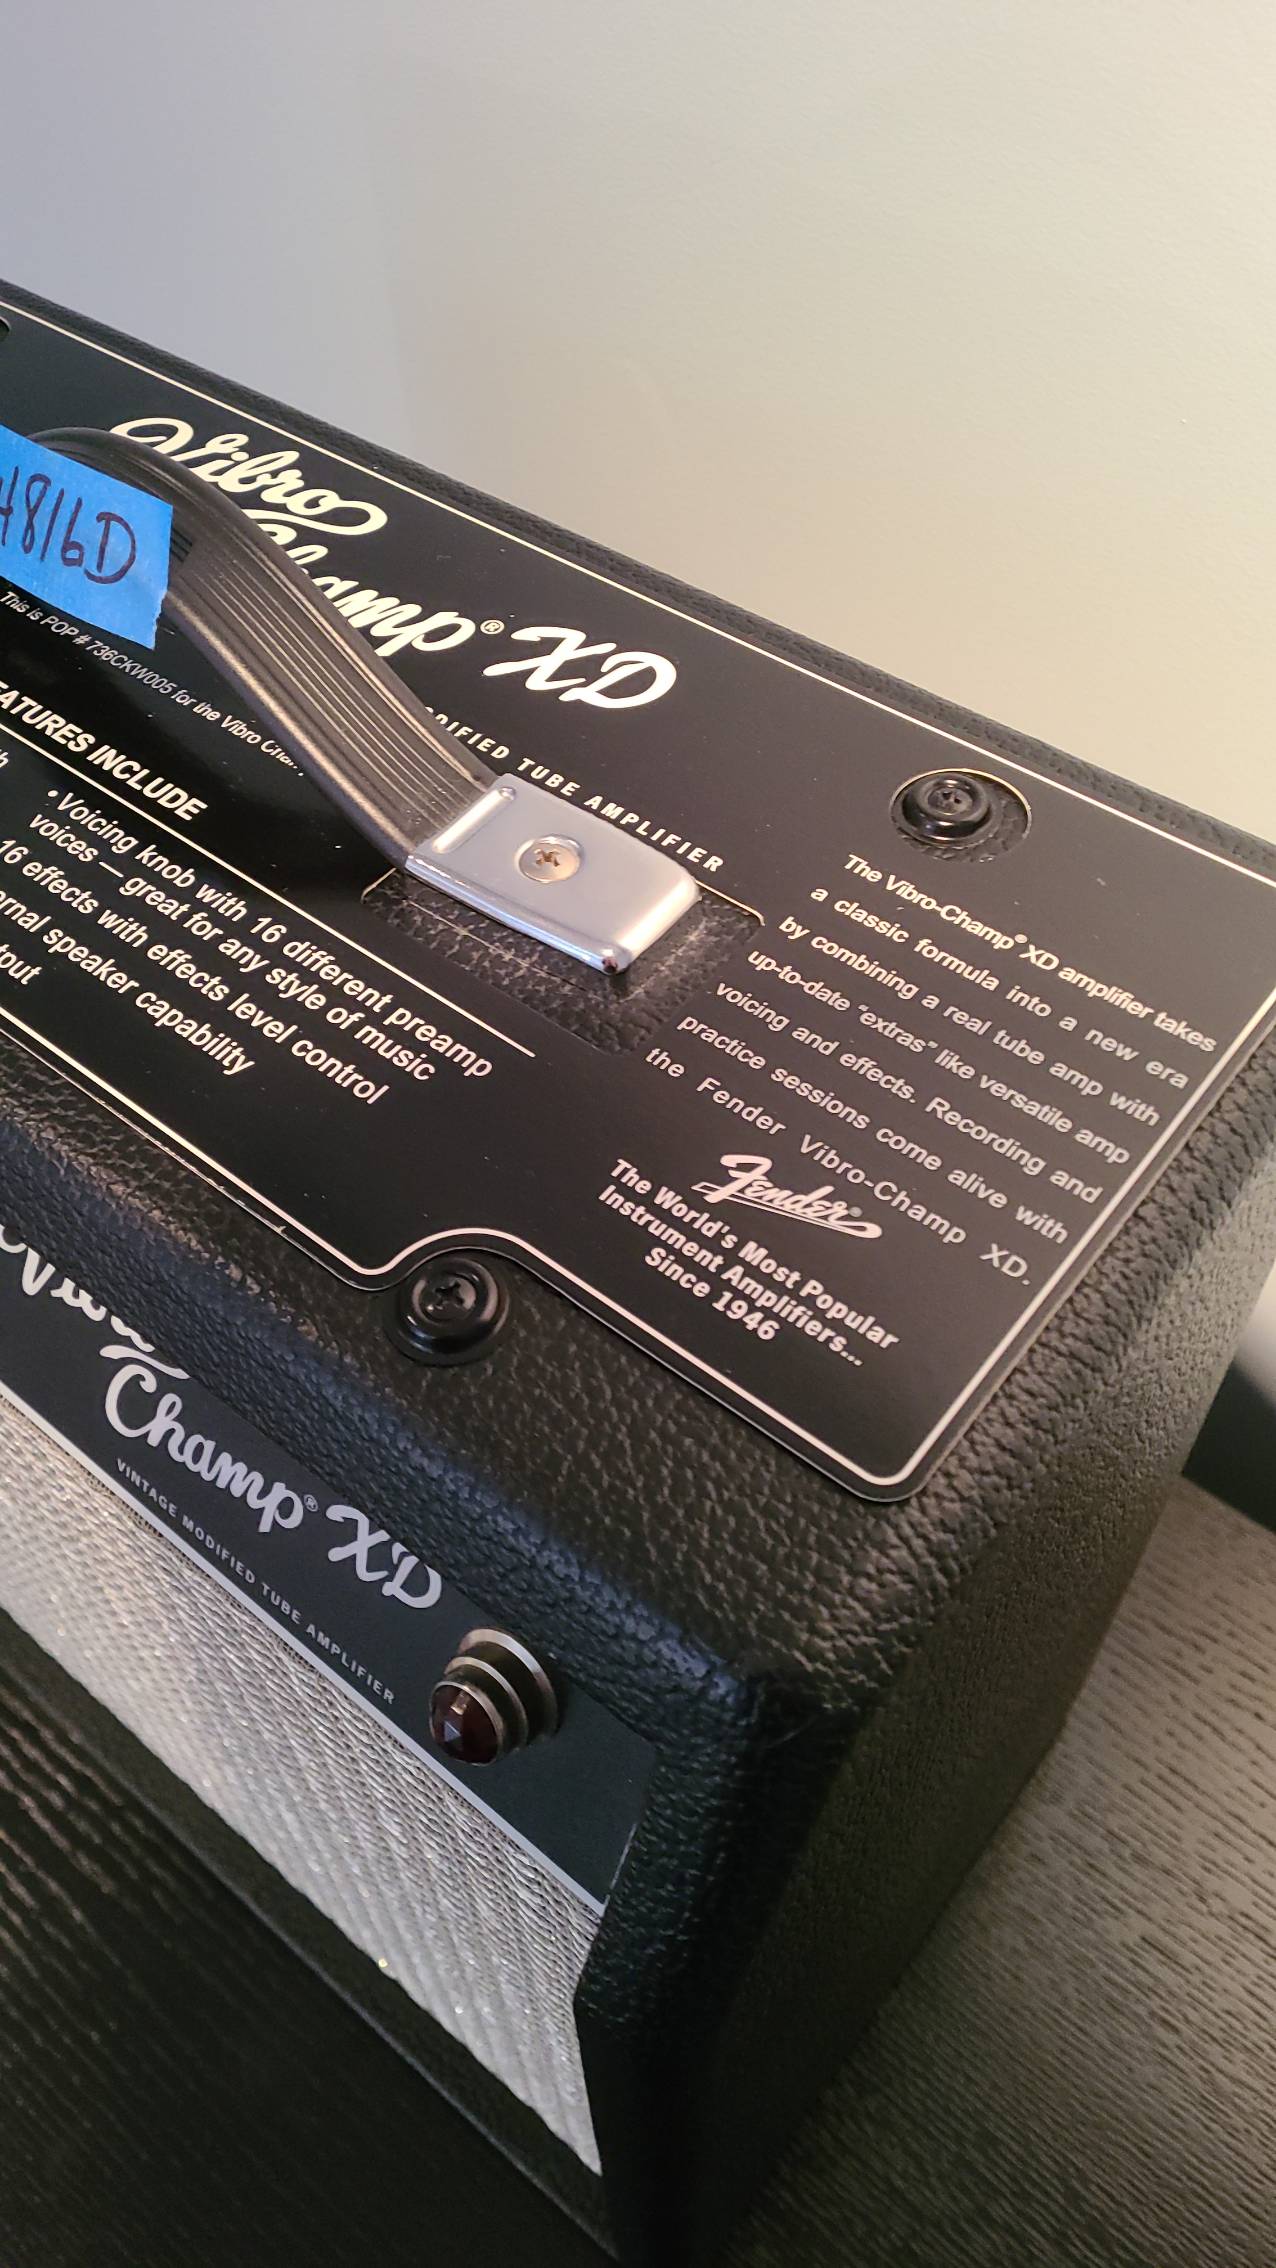 Vibro
Champ® XD
MODIFIED TUBE AMPLIFIER
4816D
This is POP # 736CKW005 for the Vibro
FEATURES INCLUDE
• Voicing knob with 16 different preamp
voices — great for any style of music
16 effects with effects level control
speaker capability
The Vibro-Champ® XD amplifier takes
a classic formula into a new era
by combining a real tube amp with
up-to-date "extras" like versatile amp
voicing and effects. Recording and
practice sessions come alive with
the Fender Vibro-Champ XD.
Fender®
The World's Most Popular
Instrument Amplifiers...
Since 1946
Vibro
Champ® XD
VINTAGE MODIFIED TUBE AMPLIFIER